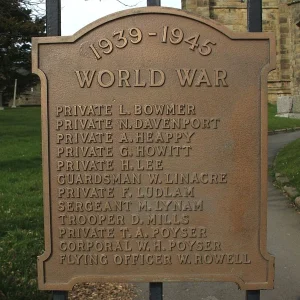 1939-1945
WORLD WAR
PRIVATE L. BOWMER
PRIVATE N. DAVENPORT
PRIVATE A. HEAPPY
PRIVATE G. HOWITT
PRIVATE H. LEE
GUARDSMAN W. LINACRE
PRIVATE F. LUDLAM
SERGEANT M. LYNAM
TROOPER D. MILLS
PRIVATE T. A. POYSER
CORPORAL W. H. POYSER
FLYING OFFICER W. ROWELL